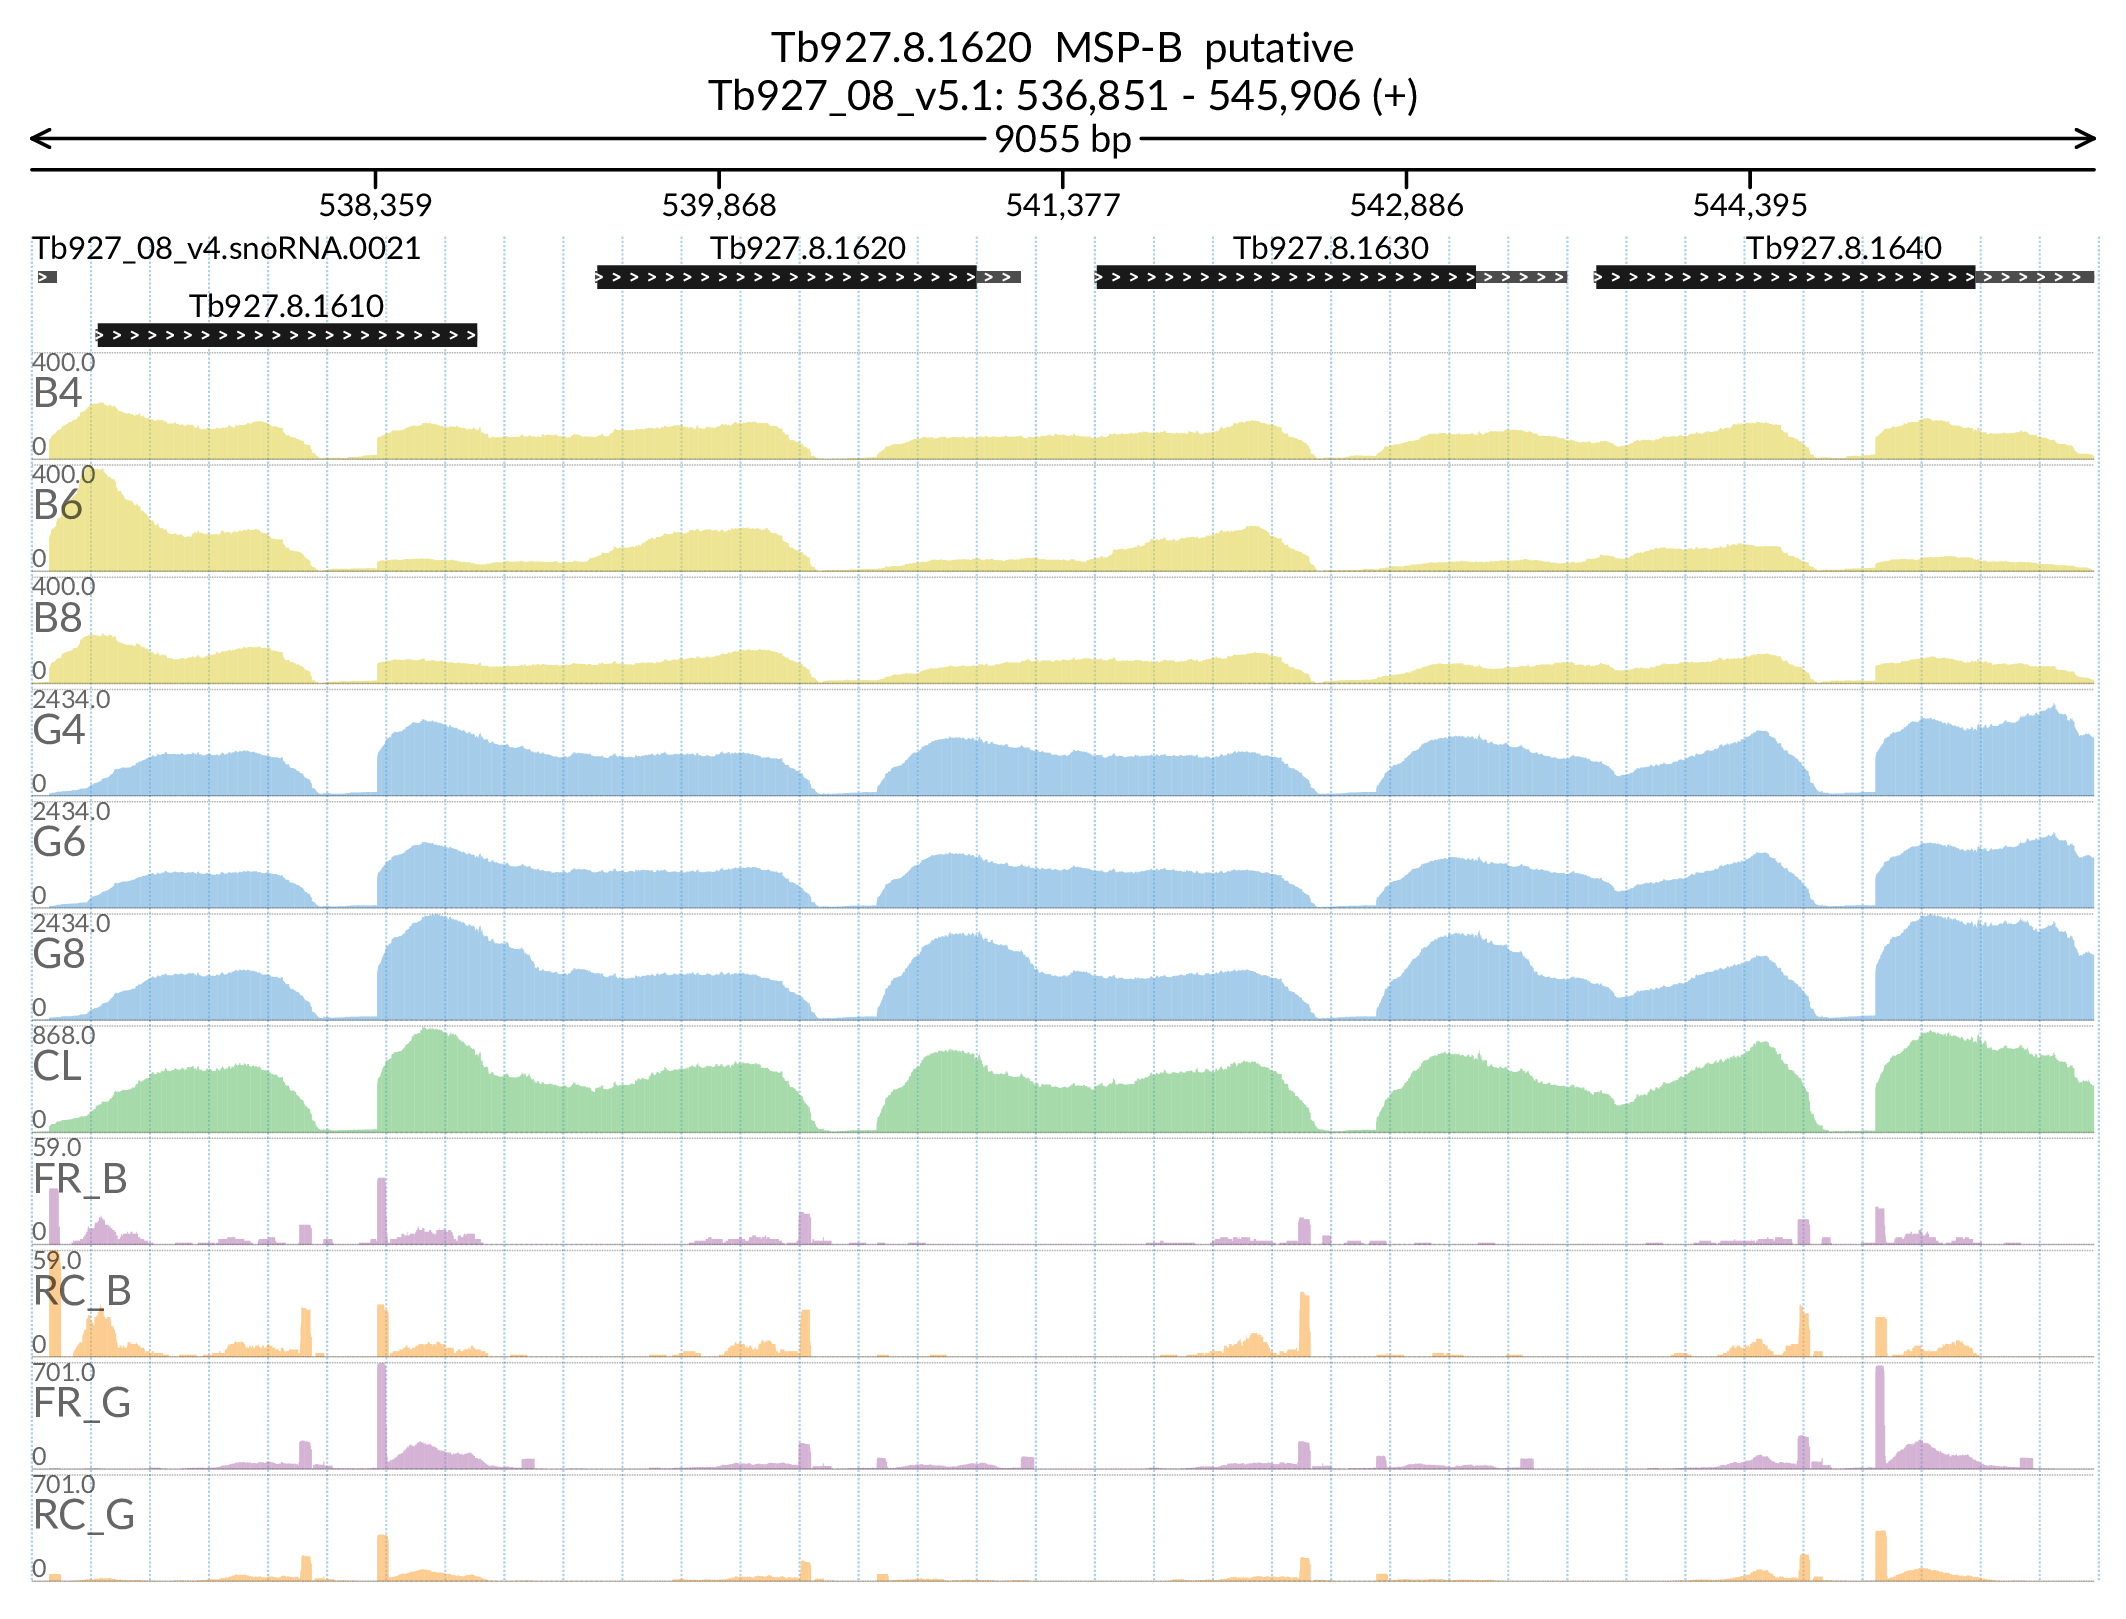 Tb927.8.1620 MSP-B putative
Tb927_08_v5.1: 536,851 - 545,906 (+)
9055 bp
538,359 539,868 541,377 542,886 544,395
Tb927_08_v4.snoRNA.0021 Tb927.8.1620 Tb927.8.1630 Tb927.8.1640
Tb927.8.1610
400.0
B4
0
400.0
B6
0
400.0
B8
0
2434.0
G4
0
2434.0
G6
0
2434.0
G8
0
868.0
CL
0
59.0
FR_B
0
59.0
RC_B
0
701.0
FR_G
0
701.0
RC_G
0